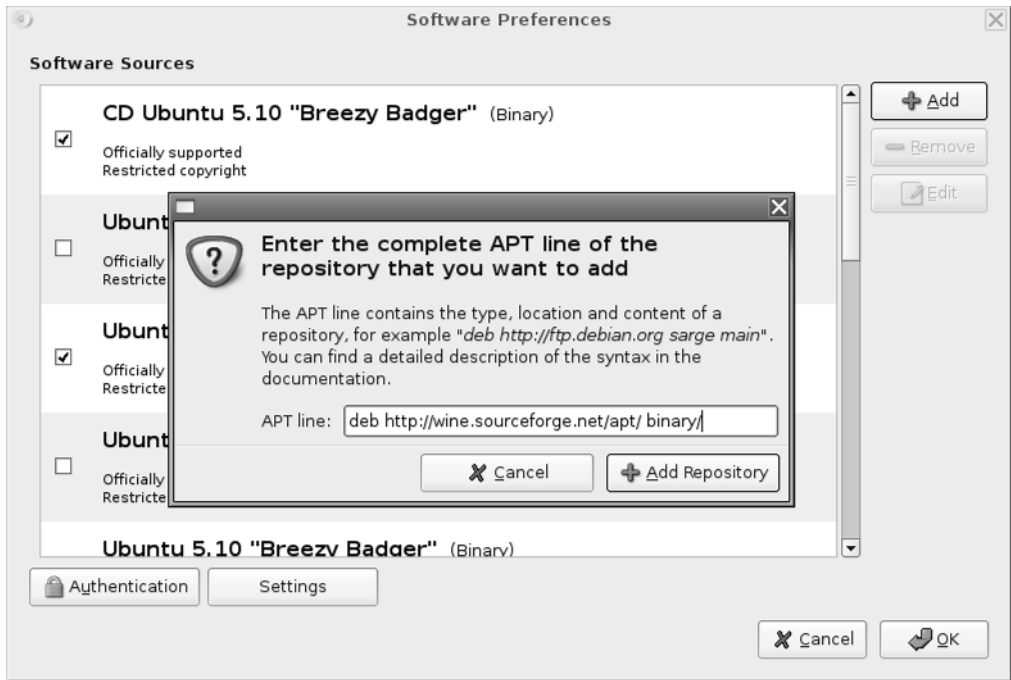 Software Preferences
Software Sources
CD Ubuntu 5.10 "Breezy Badger" (Binary)
Officially supported
Restricted copyright
Add
Remove
Edit
Ubunt
Officially
Restricte
Enter the complete APT line of the
repository that you want to add
The APT line contains the type, location and content of a
repository, for example "deb http://ftp.debian.org sarge main".
You can find a detailed description of the syntax in the
documentation.
APT line: deb http://wine.sourceforge.net/apt/ binary/
Cancel
Add Repository
Ubunt
Officially
Restricte
Ubunt
Officially
Restricte
Ubuntu 5.10 "Breezy Badger" (Binary)
Authentication
Settings
Cancel
OK